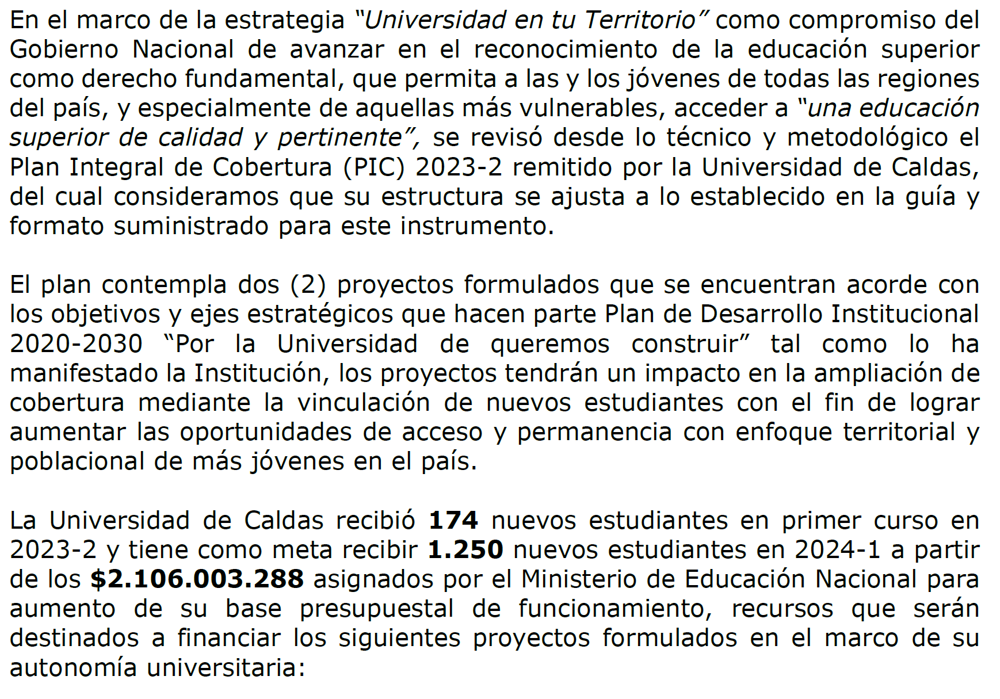 En el marco de la estrategia “Universidad en tu Territorio” como compromiso del
Gobierno Nacional de avanzar en el reconocimiento de la educación superior
como derecho fundamental, que permita a las y los jóvenes de todas las regiones
del país, y especialmente de aquellas más vulnerables, acceder a “una educación
superior de calidad y pertinente”, se revisó desde lo técnico y metodológico el
Plan Integral de Cobertura (PIC) 2023-2 remitido por la Universidad de Caldas,
del cual consideramos que su estructura se ajusta a lo establecido en la guía y
formato suministrado para este instrumento.
El plan contempla dos (2) proyectos formulados que se encuentran acorde con
los objetivos y ejes estratégicos que hacen parte Plan de Desarrollo Institucional
2020-2030 “Por la Universidad de queremos construir” tal como lo ha
manifestado la Institución, los proyectos tendrán un impacto en la ampliación de
cobertura mediante la vinculación de nuevos estudiantes con el fin de lograr
aumentar las oportunidades de acceso y permanencia con enfoque territorial y
poblacional de más jóvenes en el país.
La Universidad de Caldas recibió 174 nuevos estudiantes en primer curso en
2023-2 y tiene como meta recibir 1.250 nuevos estudiantes en 2024-1 a partir
de los $2.106.003.288 asignados por el Ministerio de Educación Nacional para
aumento de su base presupuestal de funcionamiento, recursos que serán
destinados a financiar los siguientes proyectos formulados en el marco de su
autonomía universitaria: